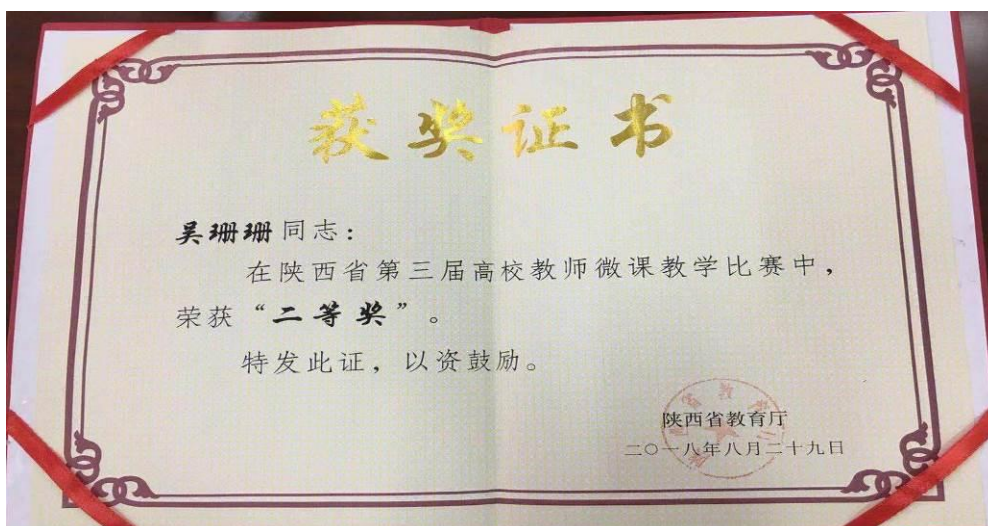 获奖证书
吴珊珊同志：
在陕西省第三届高校教师微课教学比赛中，
荣获“二等奖”。
特发此证，以资鼓励。
陕西省教育厅
二〇一八年八月二十九日